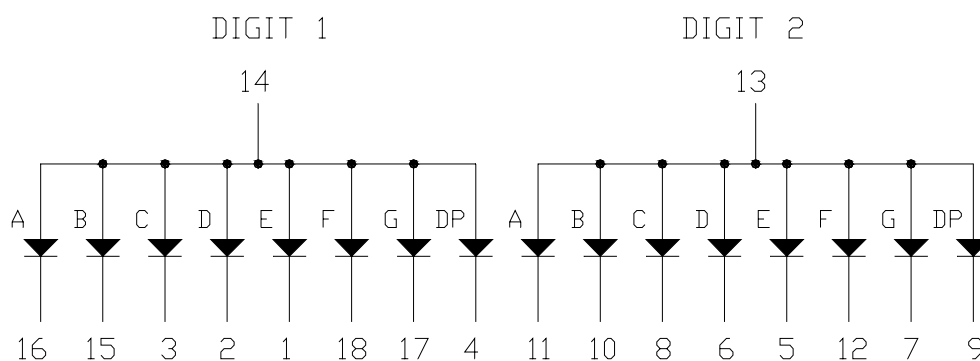 DIGIT 1 DIGIT 2
14 13
A B C D E F G DP A B C D E F G DP
16 15 3 2 1 18 17 4 11 10 8 6 5 12 7 9